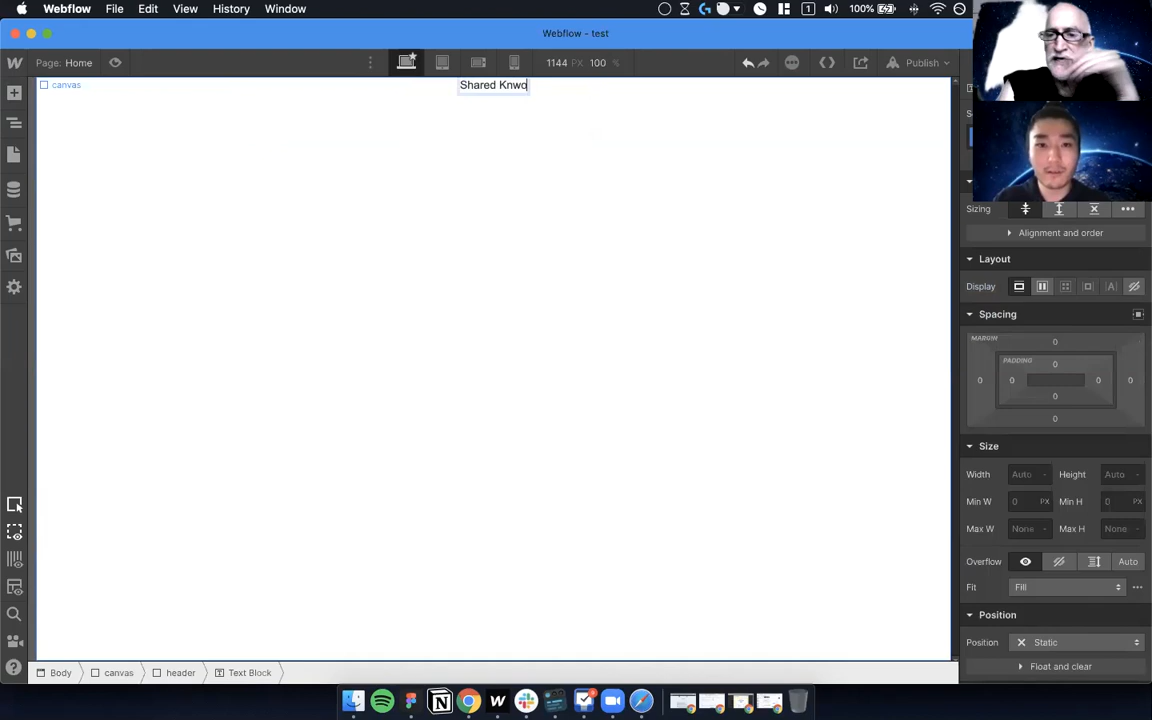 Webflow File Edit View History Window 1 100%
Webflow - test
Page: Home 1144 PX 100 % Publish
canvas
Shared Knwo
Sizing
Alignment and order
Layout
Display
Spacing
MARGIN
0
PADDING
0
0 0 0 0
0
0
Size
Width Auto - Height Auto -
Min W 0 PX Min H 0 PX
Max W None - Max H None -
Overflow Auto
Fit Fill
Position
Position Static
Float and clear
Body canvas header Text Block